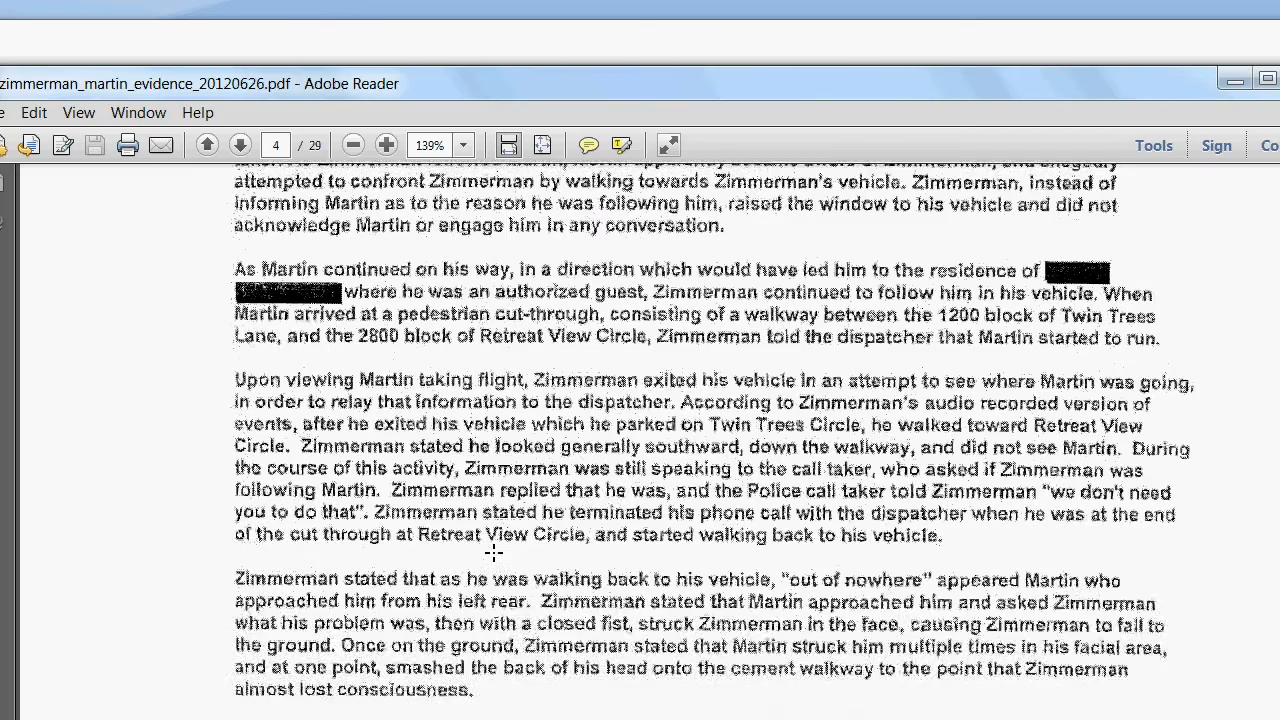 zimmerman_martin_evidence_20120626.pdf - Adobe Reader
Edit View Window Help
4 / 29 139% Tools Sign Co
attempted to confront Zimmerman by walking towards Zimmerman's vehicle. Zimmerman, instead of
informing Martin as to the reason he was following him, raised the window to his vehicle and did not
acknowledge Martin or engage him in any conversation.
As Martin continued on his way, in a direction which would have led him to the residence of
where he was an authorized guest, Zimmerman continued to follow him in his vehicle. When
Martin arrived at a pedestrian cut-through, consisting of a walkway between the 1200 block of Twin Trees
Lane, and the 2800 block of Retreat View Circle, Zimmerman told the dispatcher that Martin started to run.
Upon viewing Martin taking flight, Zimmerman exited his vehicle in an attempt to see where Martin was going,
in order to relay that information to the dispatcher. According to Zimmerman's audio recorded version of
events, after he exited his vehicle which he parked on Twin Trees Circle, he walked toward Retreat View
Circle. Zimmerman stated he looked generally southward, down the walkway, and did not see Martin. During
the course of this activity, Zimmerman was still speaking to the call taker, who asked if Zimmerman was
following Martin. Zimmerman replied that he was, and the Police call taker told Zimmerman "we don't need
you to do that". Zimmerman stated he terminated his phone call with the dispatcher when he was at the end
of the cut through at Retreat View Circle, and started walking back to his vehicle.
Zimmerman stated that as he was walking back to his vehicle, "out of nowhere" appeared Martin who
approached him from his left rear. Zimmerman stated that Martin approached him and asked Zimmerman
what his problem was, then with a closed fist, struck Zimmerman in the face, causing Zimmerman to fall to
the ground. Once on the ground, Zimmerman stated that Martin struck him multiple times in his facial area,
and at one point, smashed the back of his head onto the cement walkway to the point that Zimmerman
almost lost consciousness.